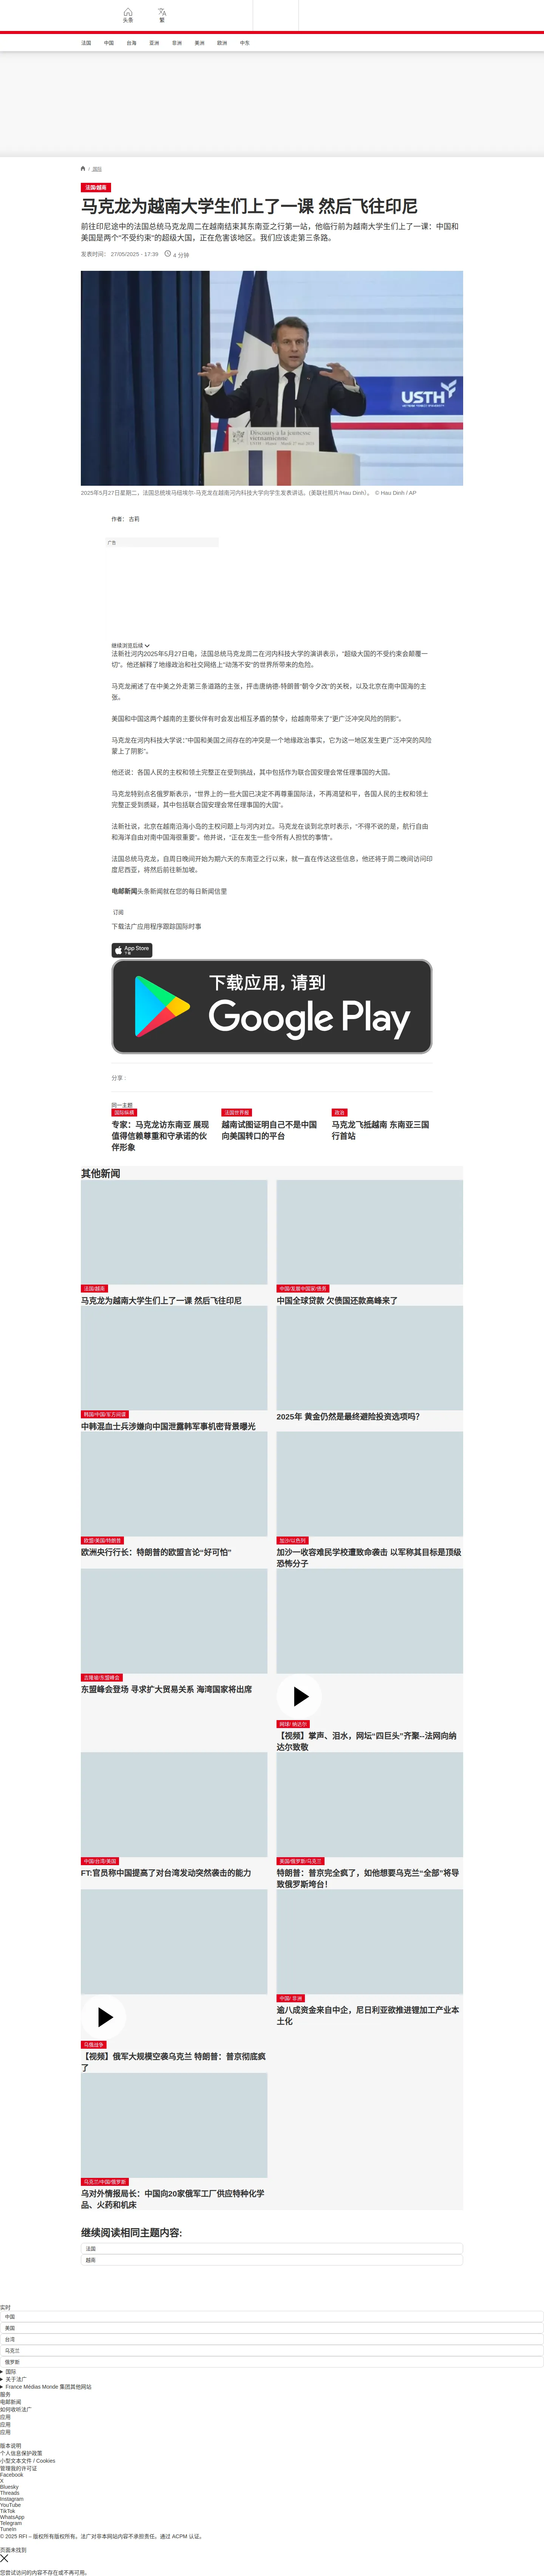 头条
繁
法国
中国
台海
亚洲
非洲
美洲
欧洲
中东
/ 国际
法国/越南
马克龙为越南大学生们上了一课 然后飞往印尼
前往印尼途中的法国总统马克龙周二在越南结束其东南亚之行第一站，他临行前为越南大学生们上了一课：中国和
美国是两个“不受约束”的超级大国，正在危害该地区。我们应该走第三条路。
发表时间： 27/05/2025 - 17:39
4 分钟
USTH
Discours à la jeunesse
vietnamienne
2025年5月27日星期二，法国总统埃马纽埃尔·马克龙在越南河内科技大学向学生发表讲话。(美联社照片/Hau Dinh）。 © Hau Dinh / AP
作者： 古莉
广告
继续浏览后续
法新社河内2025年5月27日电，法国总统马克龙周二在河内科技大学的演讲表示，”超级大国的不受约束会颠覆一
切”。他还解释了地缘政治和社交网络上“动荡不安”的世界所带来的危险。
马克龙阐述了在中美之外走第三条道路的主张，抨击唐纳德·特朗普“朝令夕改”的关税，以及北京在南中国海的主
张。
美国和中国这两个越南的主要伙伴有时会发出相互矛盾的禁令，给越南带来了“更广泛冲突风险的阴影”。
马克龙在河内科技大学说：“中国和美国之间存在的冲突是一个地缘政治事实，它为这一地区发生更广泛冲突的风险
蒙上了阴影”。
他还说：各国人民的主权和领土完整正在受到挑战，其中包括作为联合国安理会常任理事国的大国。
马克龙特别点名俄罗斯表示，“世界上的一些大国已决定不再尊重国际法，不再渴望和平，各国人民的主权和领土
完整正受到质疑，其中包括联合国安理会常任理事国的大国”。
法新社说，北京在越南沿海小岛的主权问题上与河内对立。马克龙在谈到北京时表示，“不得不说的是，航行自由
和海洋自由对南中国海很重要”。他并说，“正在发生一些令所有人担忧的事情”。
法国总统马克龙，自周日晚间开始为期六天的东南亚之行以来，就一直在传达这些信息，他还将于周二晚间访问印
度尼西亚，将然后前往新加坡。
电邮新闻头条新闻就在您的每日新闻信里
订阅
下载法广应用程序跟踪国际时事
App Store
下载应用，请到
Google Play
分享 :
同一主题
国际纵横
专家：马克龙访东南亚 展现
值得信赖尊重和守承诺的伙
伴形象
法国世界报
越南试图证明自己不是中国
向美国转口的平台
政治
马克龙飞抵越南 东南亚三国
行首站
其他新闻
法国/越南
马克龙为越南大学生们上了一课 然后飞往印尼
中国/发展中国家/债务
中国全球贷款 欠债国还款高峰来了
韩国/中国/军方间谍
中韩混血士兵涉嫌向中国泄露韩军事机密背景曝光
2025年 黄金仍然是最终避险投资选项吗？
欧盟/美国/特朗普
欧洲央行行长：特朗普的欧盟言论“好可怕”
加沙/以色列
加沙一收容难民学校遭致命袭击 以军称其目标是顶级
恐怖分子
吉隆坡/东盟峰会
东盟峰会登场 寻求扩大贸易关系 海湾国家将出席
网球/ 纳达尔
【视频】掌声、泪水，网坛“四巨头”齐聚--法网向纳
达尔致敬
中国/台湾/美国
FT:官员称中国提高了对台湾发动突然袭击的能力
美国/俄罗斯/乌克兰
特朗普：普京完全疯了，如他想要乌克兰“全部”将导
致俄罗斯垮台！
马俄战争
【视频】俄军大规模空袭乌克兰 特朗普：普京彻底疯
了
中国/ 非洲
逾八成资金来自中企，尼日利亚欲推进锂加工产业本
土化
乌克兰/中国/俄罗斯
乌对外情报局长：中国向20家俄军工厂供应特种化学
品、火药和机床
继续阅读相同主题内容:
法国
越南
实时
中国
美国
台湾
乌克兰
俄罗斯
国际
关于法广
France Médias Monde 集团其他网站
服务
电邮新闻
如何收听法广
应用
应用
应用
版本说明
个人信息保护政策
小型文本文件 / Cookies
管理我的许可证
Facebook
X
Bluesky
Threads
Instagram
YouTube
TikTok
WhatsApp
Telegram
TuneIn
© 2025 RFI – 版权所有版权所有。法广对非本网站内容不承担责任。通过 ACPM 认证。
页面未找到
您尝试访问的内容不存在或不再可用。